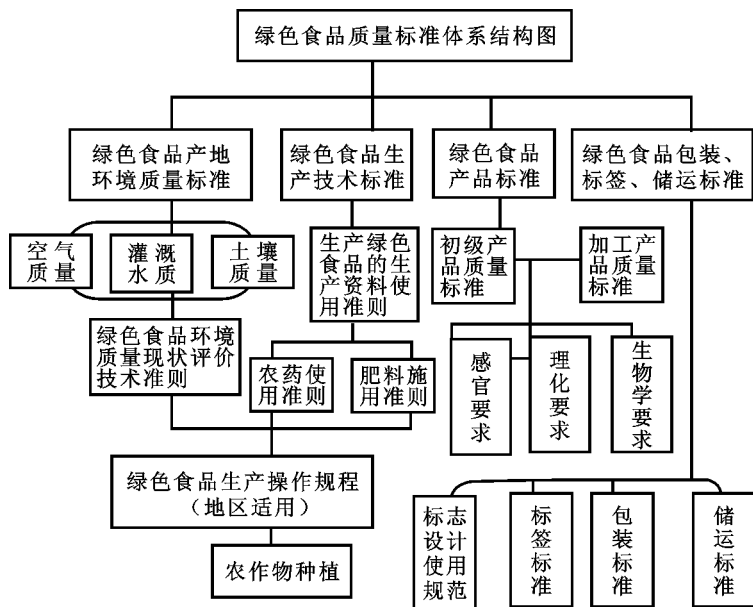 绿色食品质量标准体系结构图
绿色食品产地
环境质量标准
绿色食品生
产技术标准
绿色食品
产品标准
绿色食品包装、
标签、储运标准
空气
质量
灌溉
水质
土壤
质量
生产绿色
食品的生
产资料使
用准则
初级产
品质量
标准
加工产
品质量
标准
绿色食品环境
质量现状评价
技术准则
农药使
用准则
肥料施
用准则
感官要求
理化要求
生物学要求
绿色食品生产操作规程
（地区适用）
农作物种植
标志
设计
使用
规范
标签标准
包装标准
储运标准